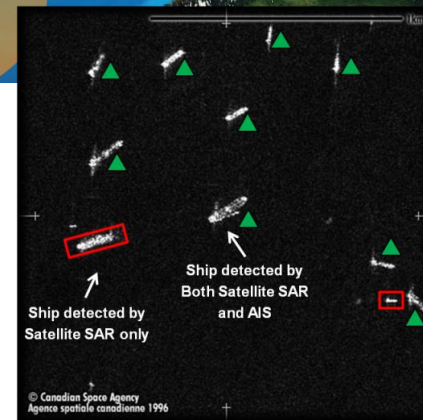 1km
Ship detected by
Both Satellite SAR
and AIS
Ship detected by
Satellite SAR only
© Canadian Space Agency
Agence spatiale canadienne 1996